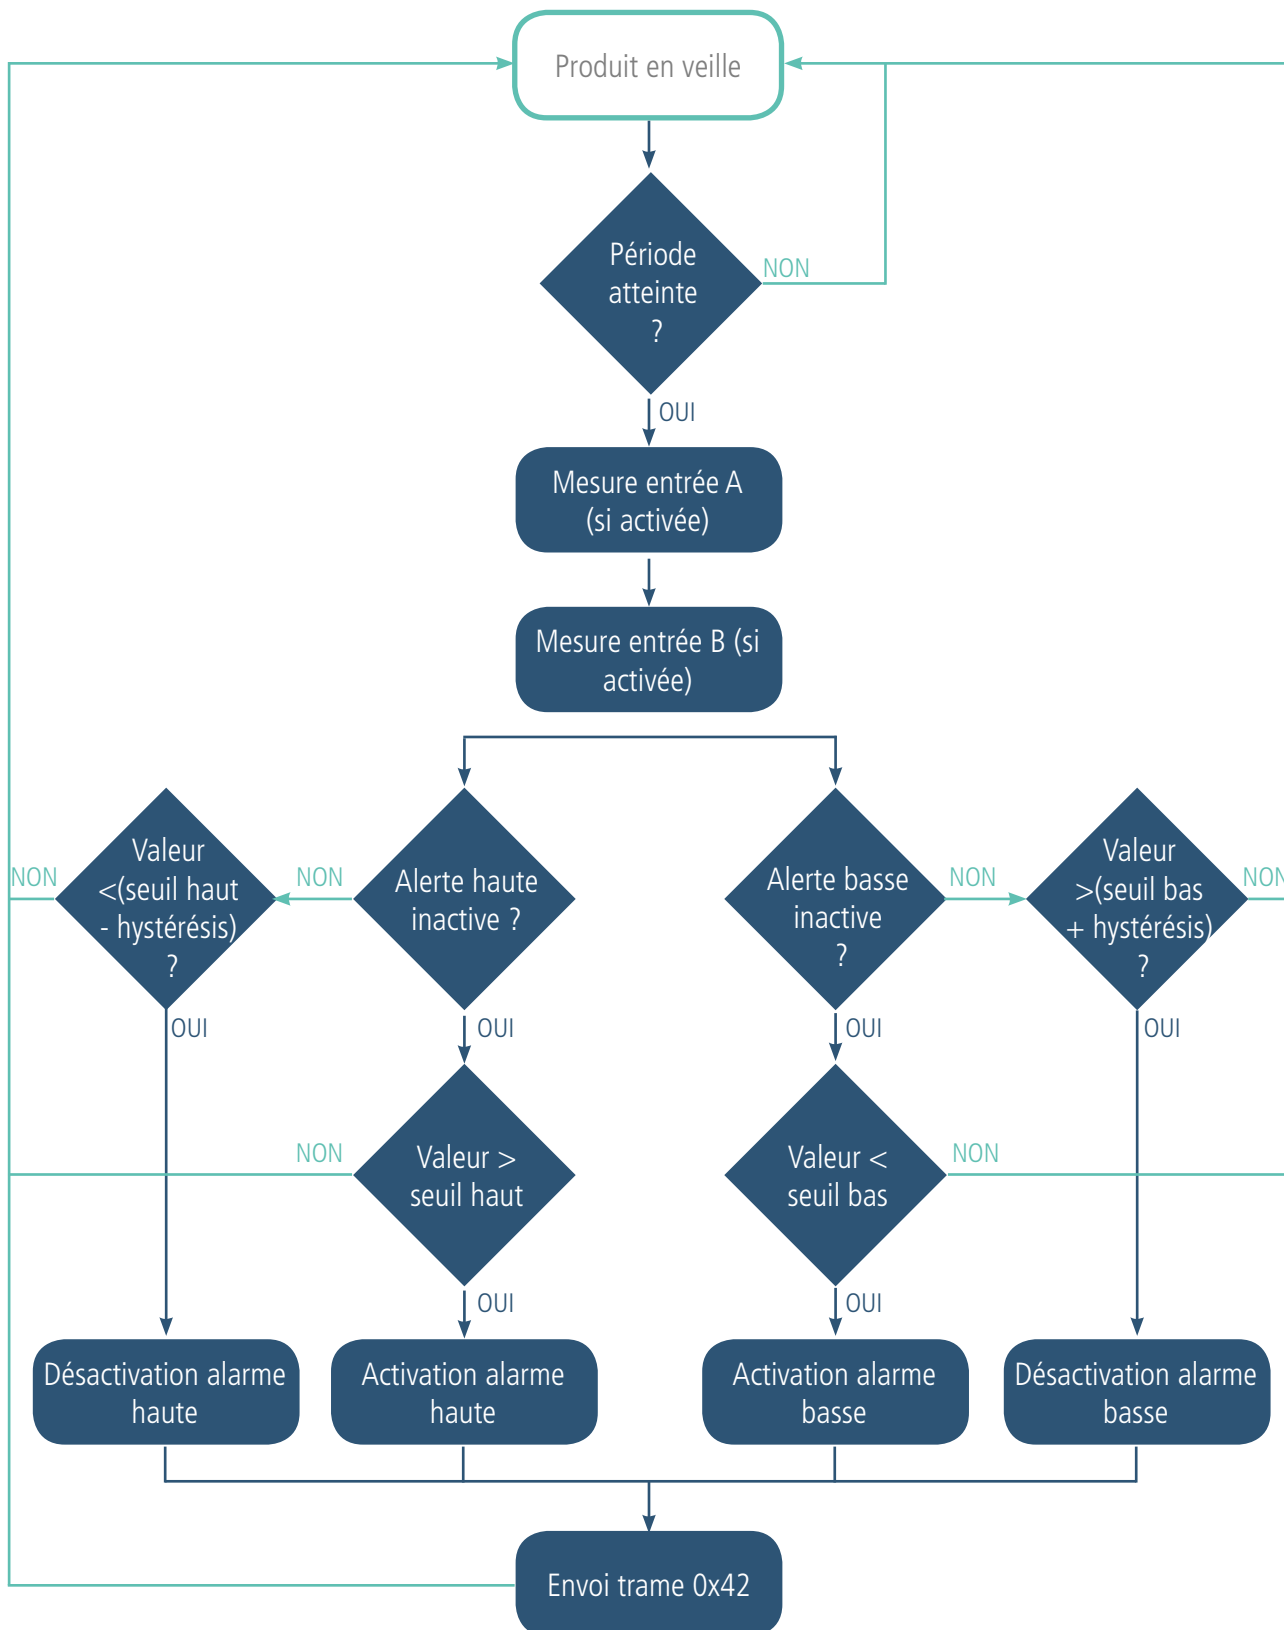 Produit en veille
Période
atteinte
?
NON
OUI
Mesure entrée A
(si activée)
Mesure entrée B (si
activée)
Valeur
<(seuil haut
- hystérésis)
?
NON
NON
Alerte haute
inactive ?
Alerte basse
inactive
?
NON
Valeur
>(seuil bas
+ hystérésis)
?
NON
OUI
OUI
OUI
OUI
NON
Valeur >
seuil haut
Valeur <
seuil bas
NON
OUI
OUI
Désactivation alarme
haute
Activation alarme
haute
Activation alarme
basse
Désactivation alarme
basse
Envoi trame 0x42